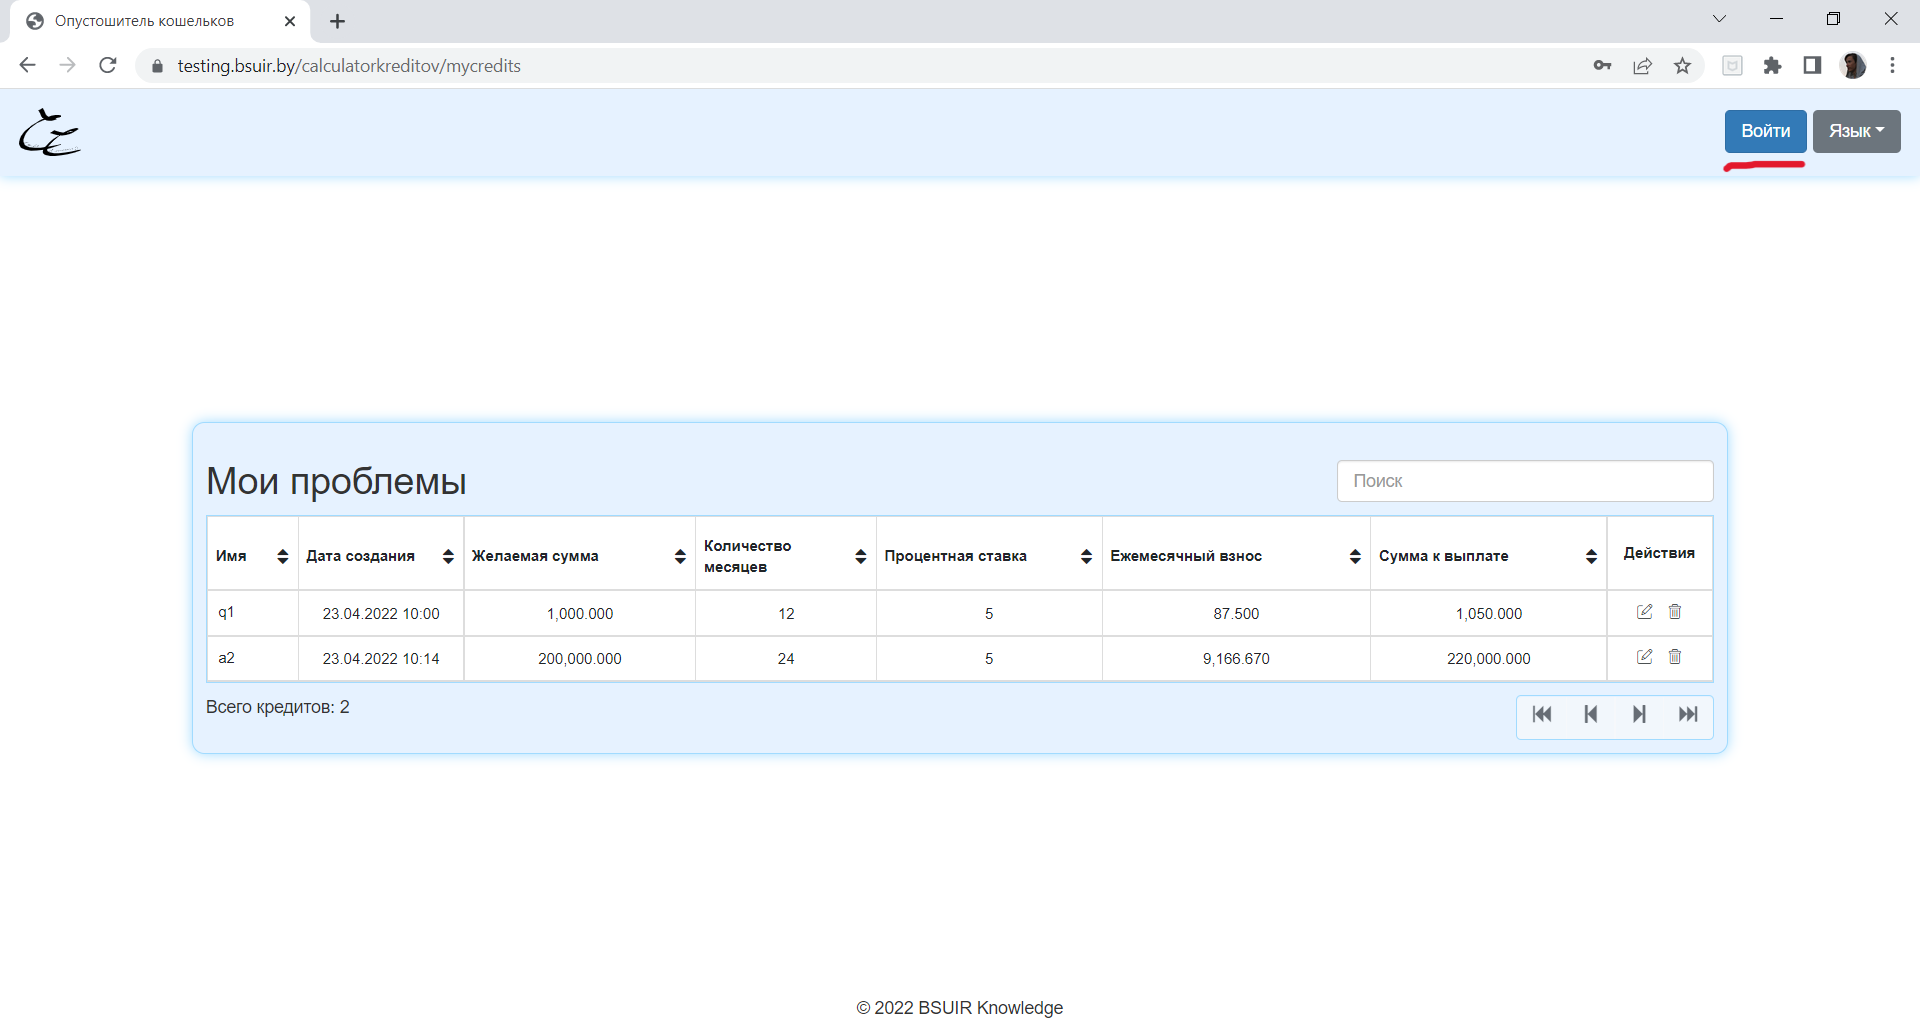 Опустошитель кошельков
testing.bsuir.by/calculatorkreditov/mycredits
Войти
Язык
Мои проблемы
Поиск
Имя
Дата создания
Желаемая сумма
Количество
месяцев
Процентная ставка
Ежемесячный взнос
Сумма к выплате
Действия
q1 23.04.2022 10:00 1,000.000 12 5 87.500 1,050.000
a2 23.04.2022 10:14 200,000.000 24 5 9,166.670 220,000.000
Всего кредитов: 2
© 2022 BSUIR Knowledge